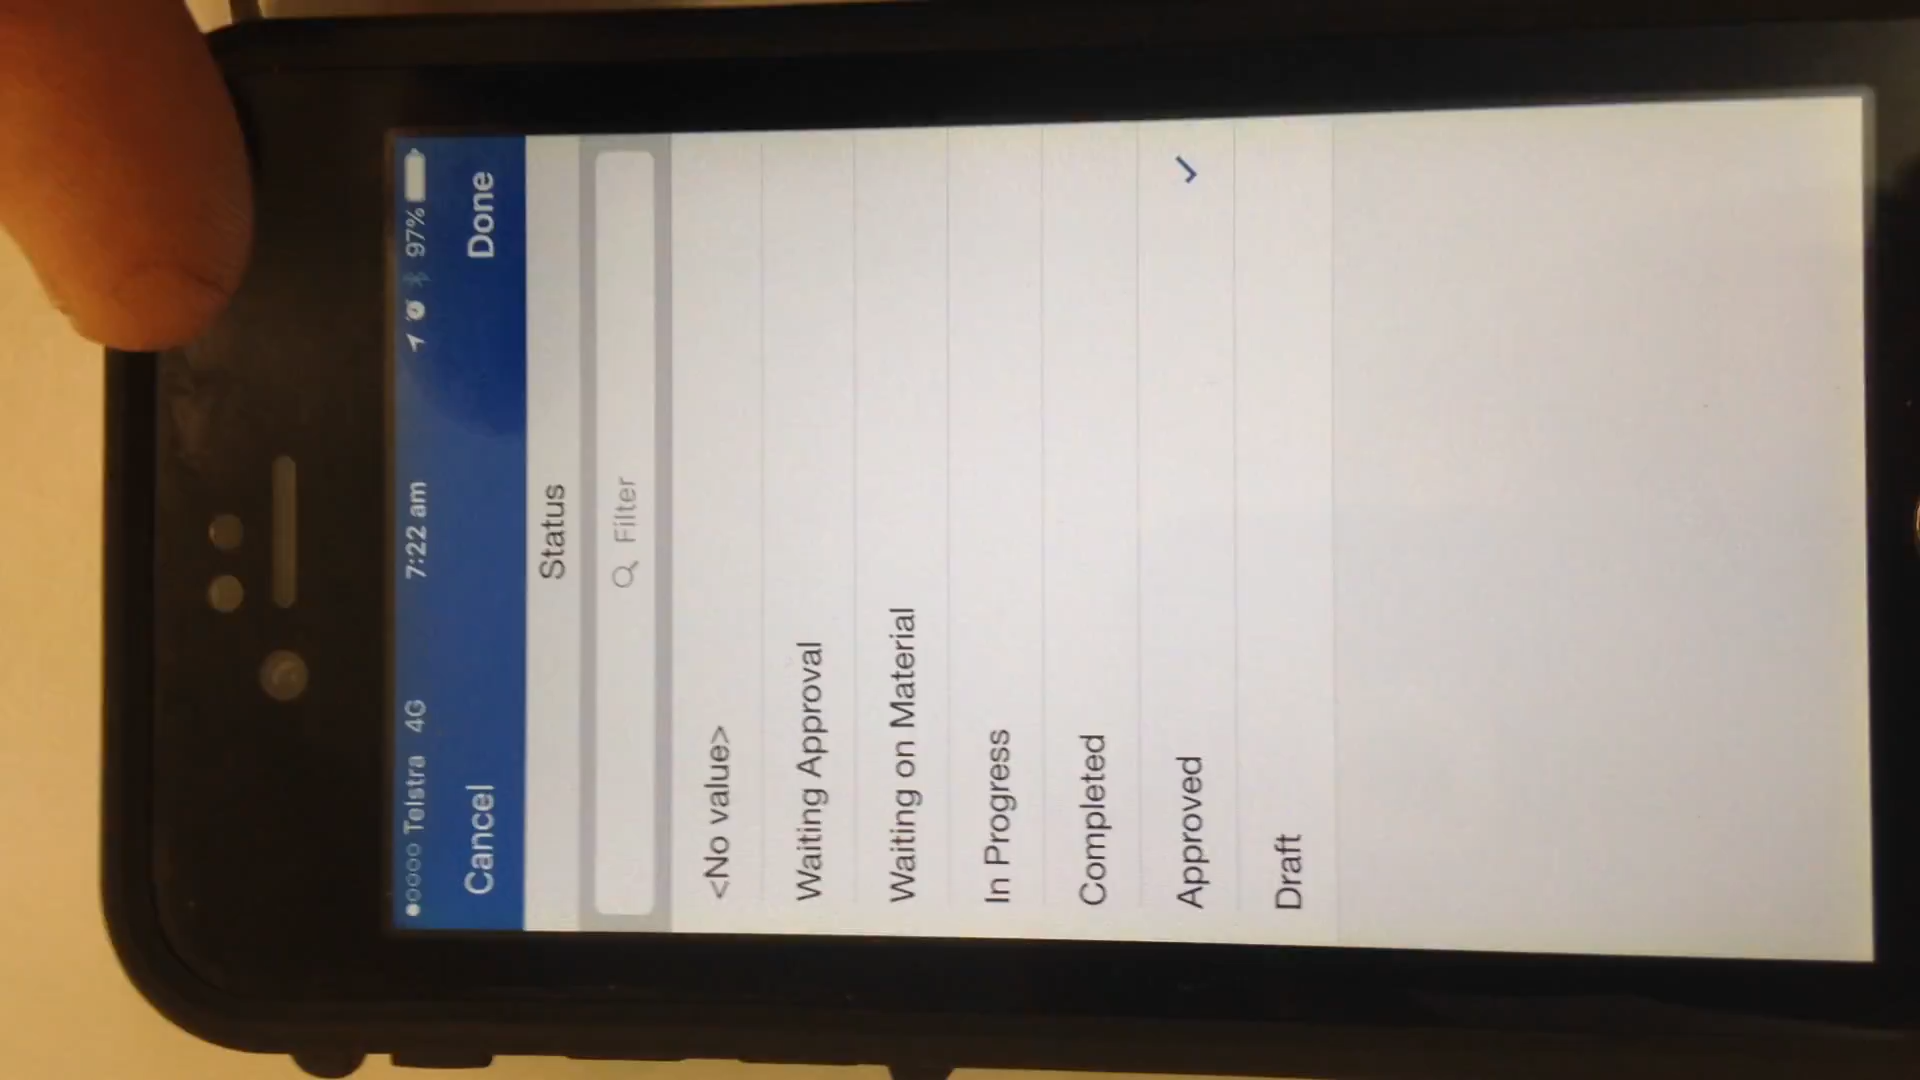 Telstra 4G 7:22 am 97%
Cancel Done
Status
Filter
<No value>
Waiting Approval
Waiting on Material
In Progress
Completed
Approved
Draft